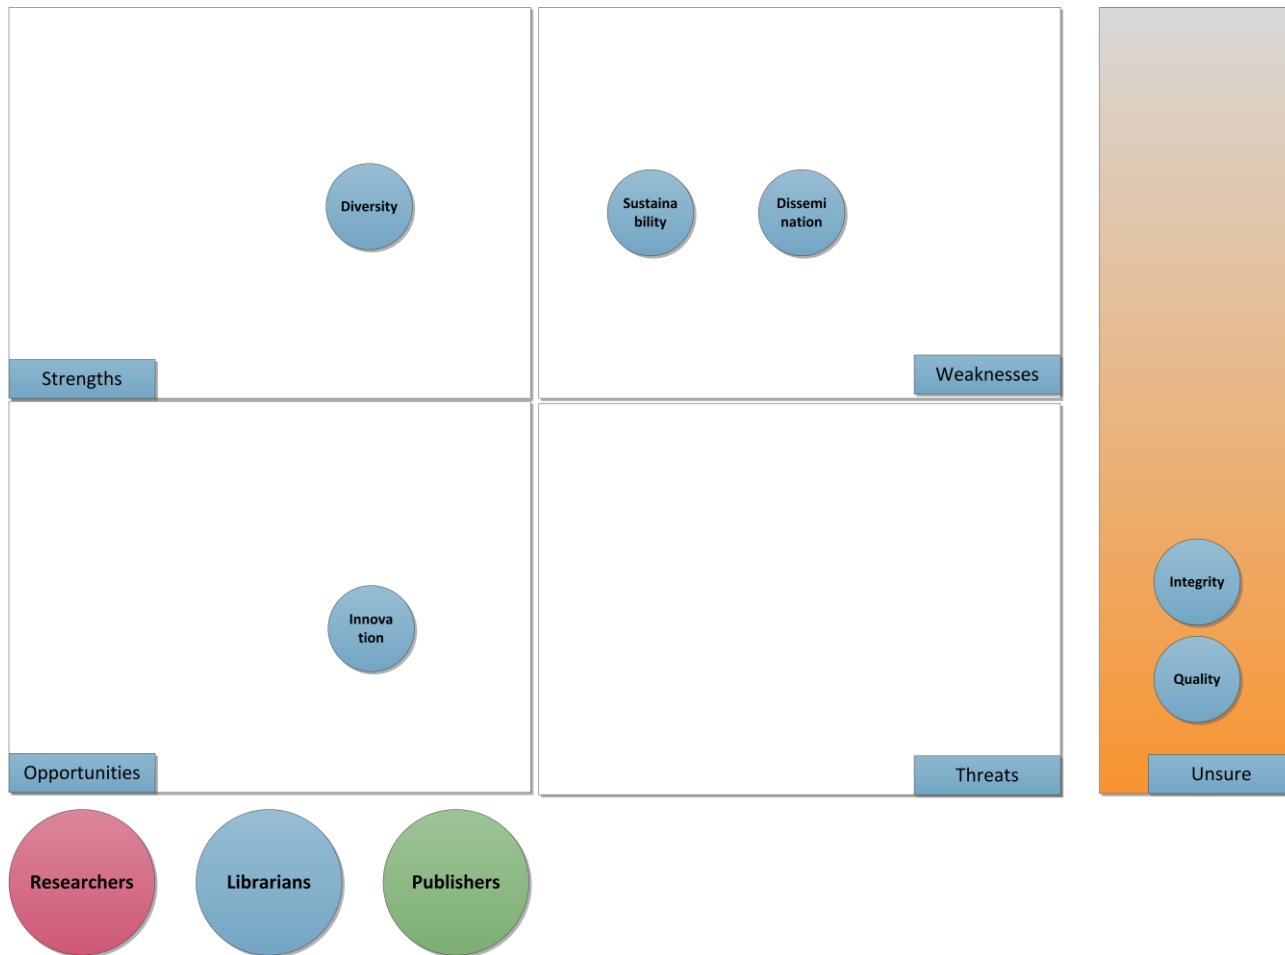 Diversity
Sustaina
bility
Dissemi
nation
Strengths
Weaknesses
Innova
tion
Integrity
Quality
Opportunities
Threats
Unsure
Researchers
Librarians
Publishers